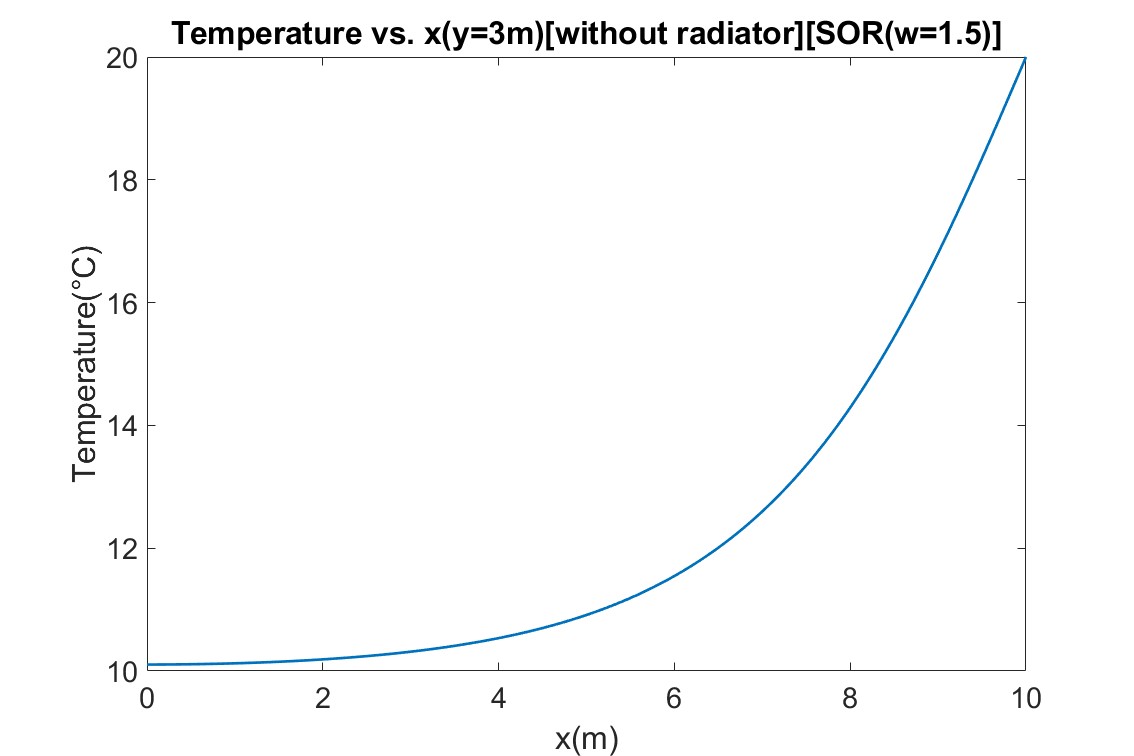 Temperature vs. x(y=3m)[without radiator][SOR(w=1.5)]
20
18
16
14
12
10
Temperature(°C)
0 2 4 6 8 10
x(m)